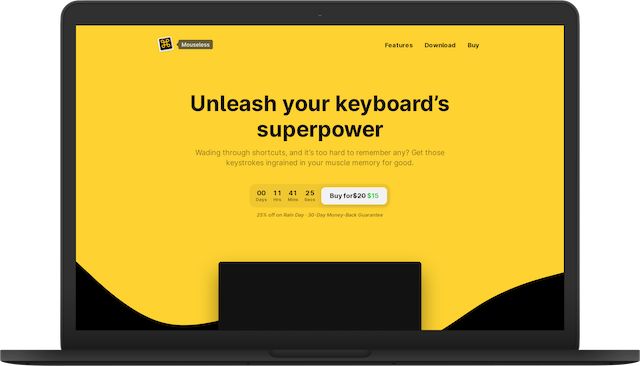 Mouseless
Features Download Buy
Unleash your keyboard's
superpower
Wading through shortcuts, and it's too hard to remember any? Get those
keystrokes ingrained in your muscle memory for good.
00 11 41 25
Days Hrs Mins Secs
Buy for $20 $15
25% off on Rain Day · 30-Day Money-Back Guarantee